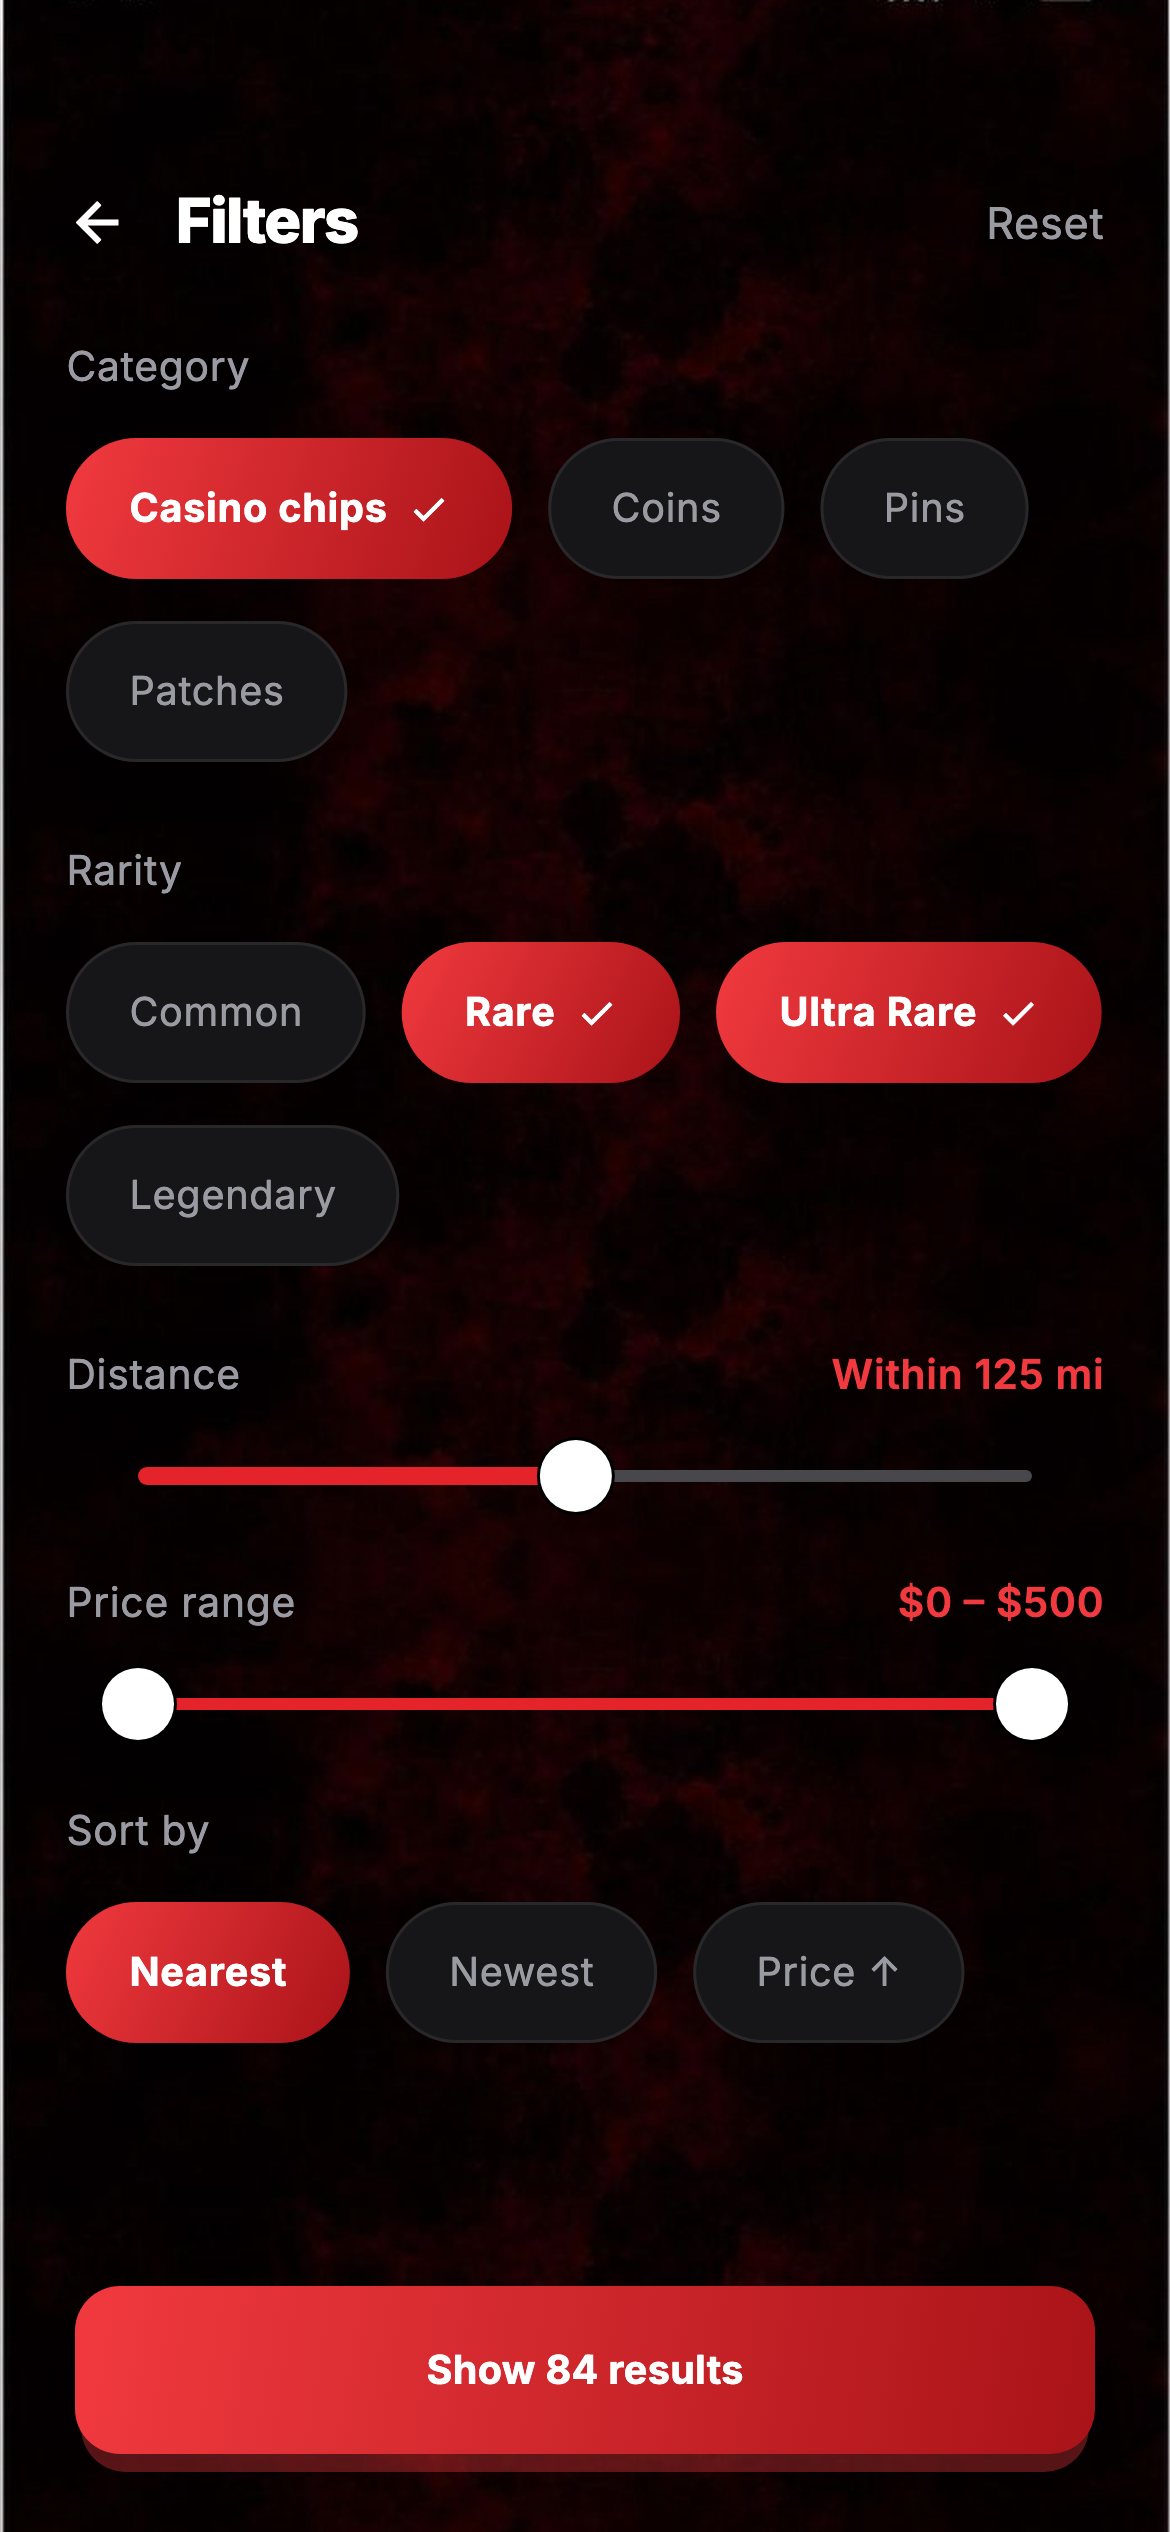 Filters
Reset
Category
Casino chips ✓
Coins
Pins
Patches
Rarity
Common
Rare ✓
Ultra Rare ✓
Legendary
Distance
Within 125 mi
Price range
$0 – $500
Sort by
Nearest
Newest
Price ↑
Show 84 results